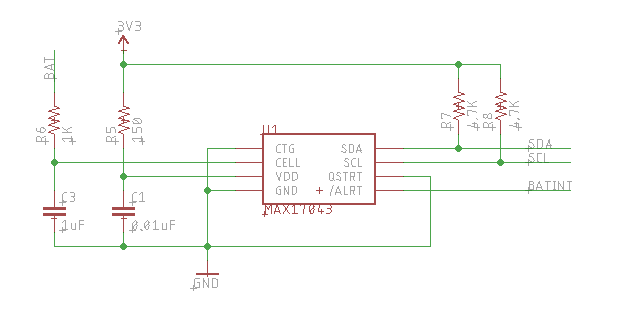 3V3
BAT
R6
1K
R5
150
R7
4.7K
R8
4.7K
U1
CTG
SDA
CELL
SCL
VDD
QSTRT
GND
/ALRT
MAX17043
SDA
SCL
BATINT
C3
1uF
C1
0.01uF
GND